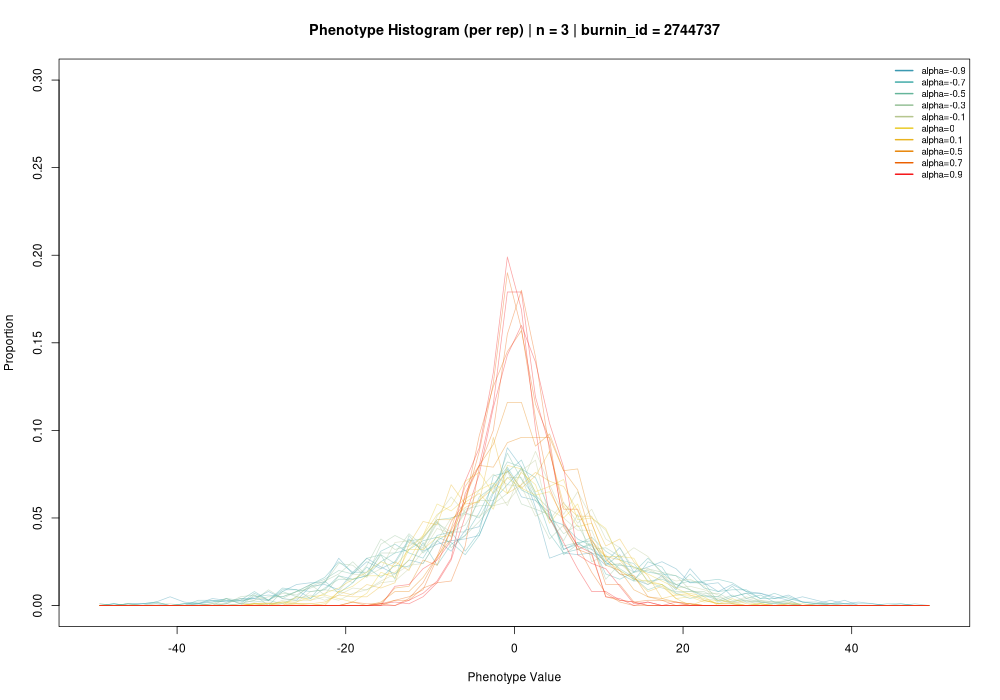 Phenotype Histogram (per rep) | n = 3 | burnin_id = 2744737
alpha=-0.9
alpha=-0.7
alpha=-0.5
alpha=-0.3
alpha=-0.1
alpha=0
alpha=0.1
alpha=0.5
alpha=0.7
alpha=0.9
Proportion
0.30
0.25
0.20
0.15
0.10
0.05
0.00
-40
-20
0
20
40
Phenotype Value